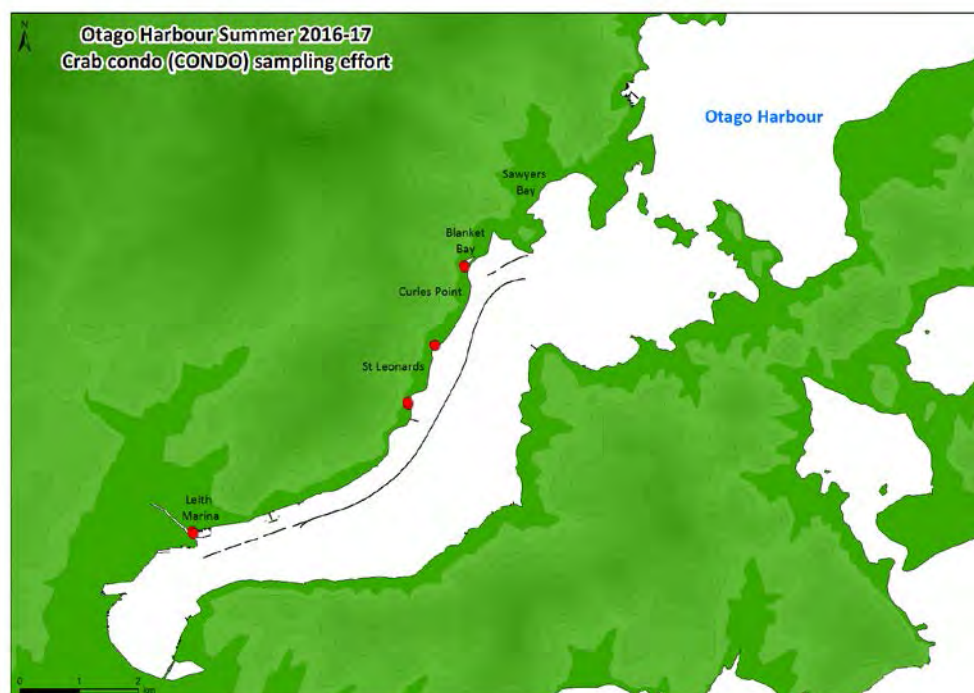 N
Otago Harbour Summer 2016-17
Crab condo (CONDO) sampling effort
Otago Harbour
Sawyers
Bay
Blanket
Bay
Curles Point
St Leonards
Leith
Marina
0 1 2
km